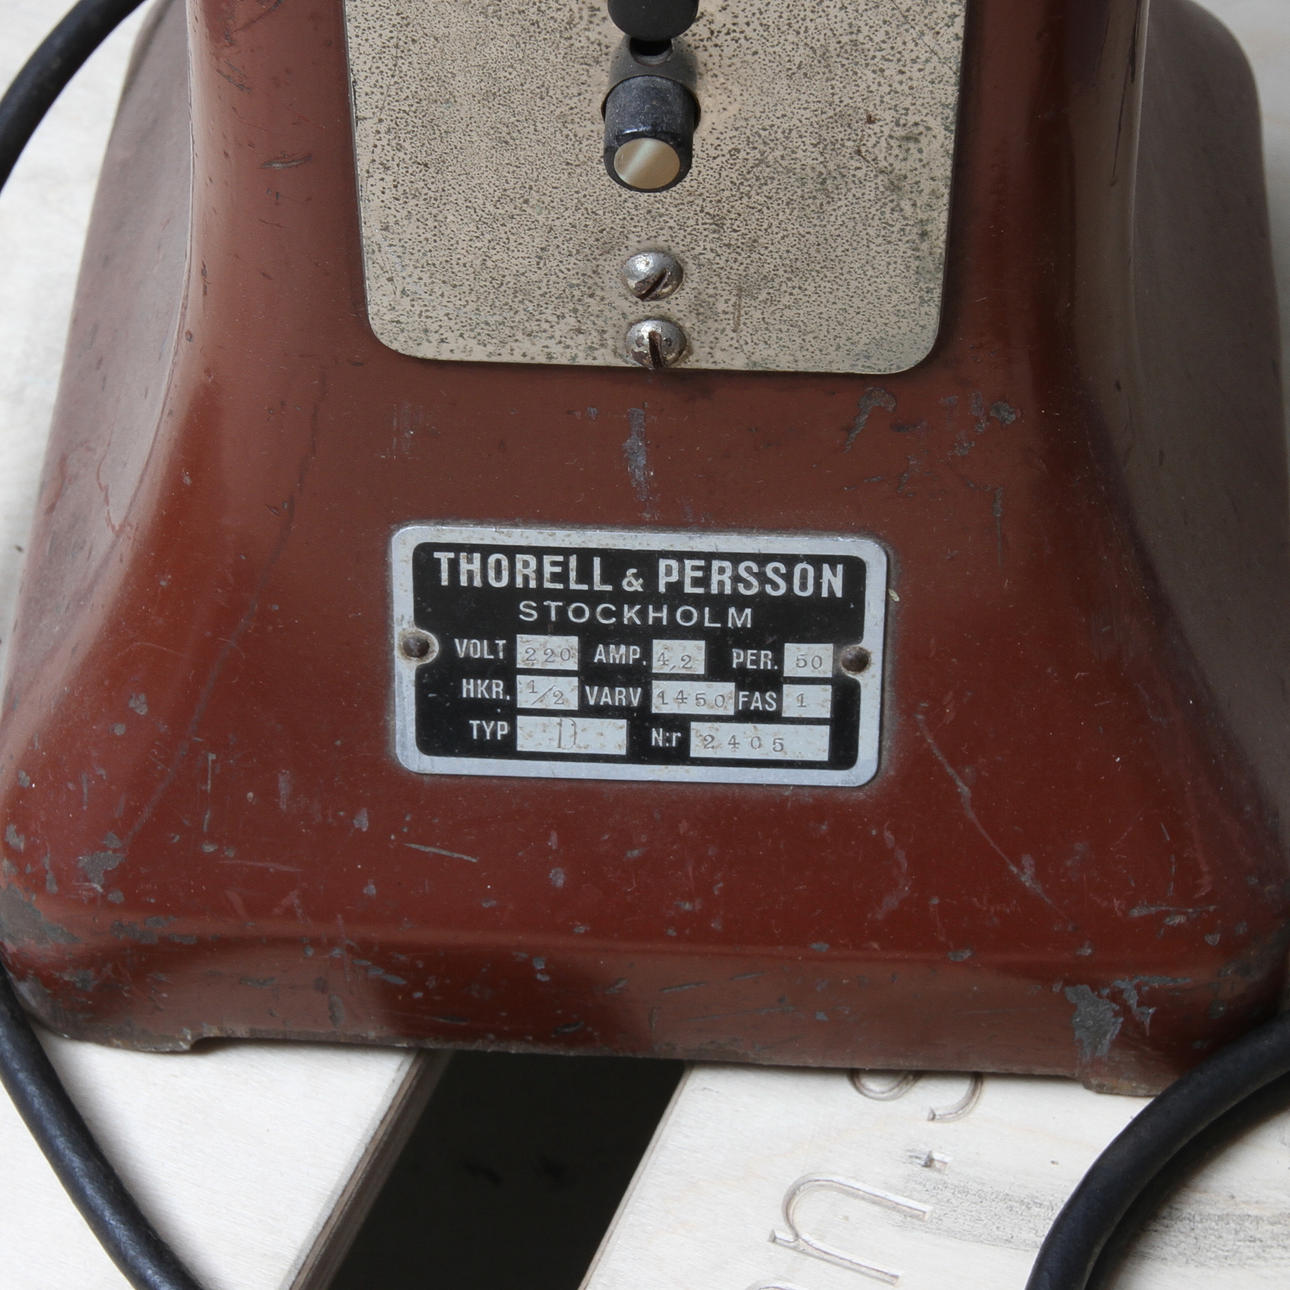 THORELL & PERSSON
STOCKHOLM
VOLT 220 AMP. 4,2 PER. 50
HKR. 1/2 VARV 1450 FAS 1
TYP D N:r 2405